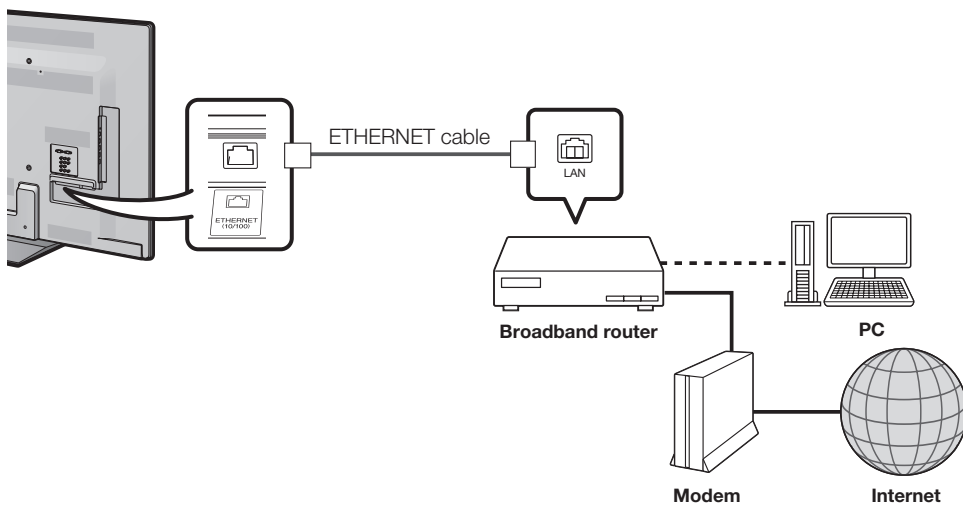 ETHERNET cable
LAN
ETHERNET
(10/100)
Broadband router
PC
Modem
Internet